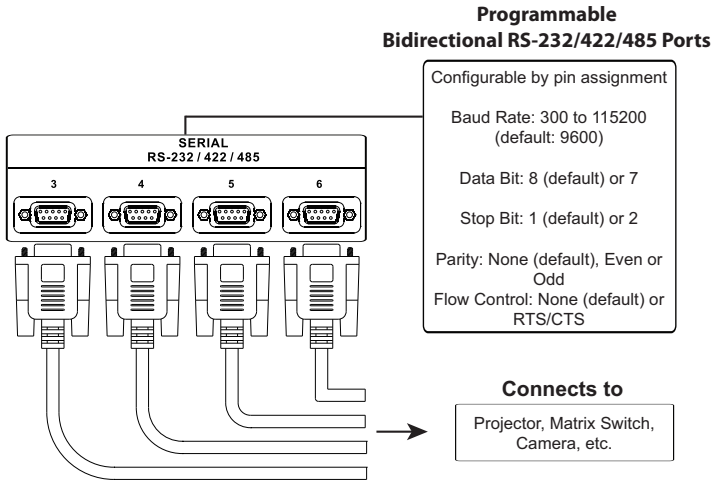 Programmable
Bidirectional RS-232/422/485 Ports
Configurable by pin assignment
Baud Rate: 300 to 115200
(default: 9600)
Data Bit: 8 (default) or 7
Stop Bit: 1 (default) or 2
Parity: None (default), Even or
Odd
Flow Control: None (default) or
RTS/CTS
SERIAL
RS-232 / 422 / 485
3 4 5 6
Connects to
Projector, Matrix Switch,
Camera, etc.